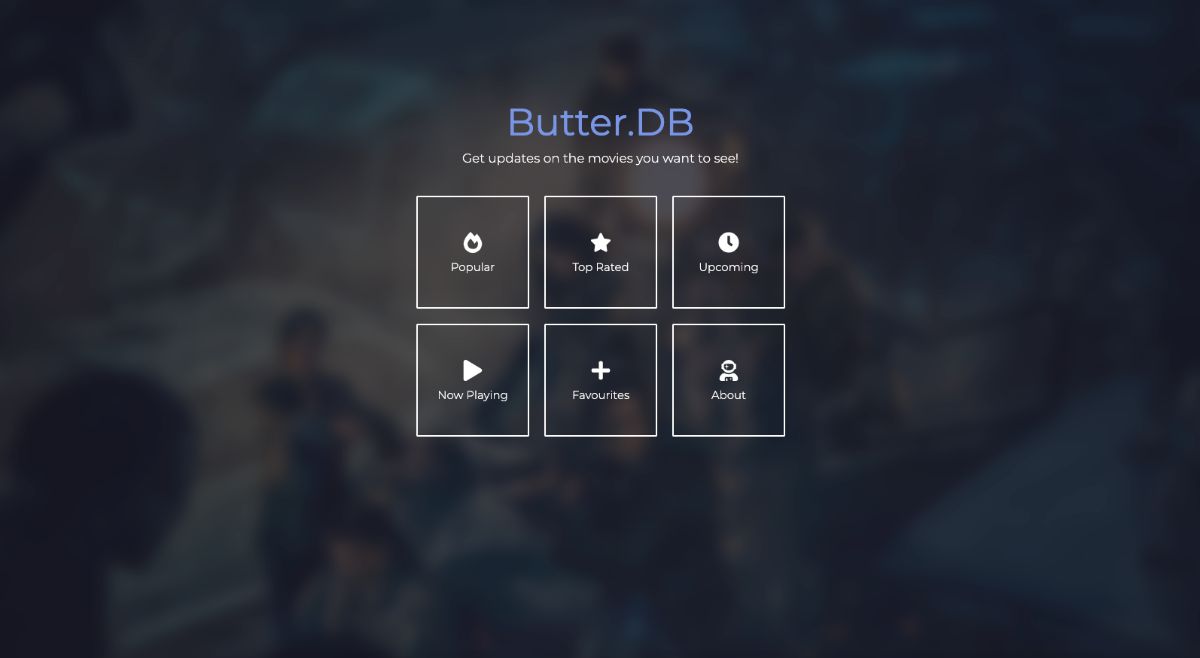 Butter.DB
Get updates on the movies you want to see!
Popular
Top Rated
Upcoming
Now Playing
Favourites
About